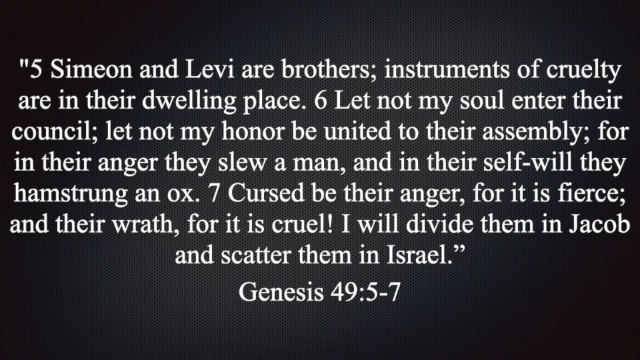 "5 Simeon and Levi are brothers; instruments of cruelty
are in their dwelling place. 6 Let not my soul enter their
council; let not my honor be united to their assembly; for
in their anger they slew a man, and in their self-will they
hamstrung an ox. 7 Cursed be their anger, for it is fierce;
and their wrath, for it is cruel! I will divide them in Jacob
and scatter them in Israel.”
Genesis 49:5-7